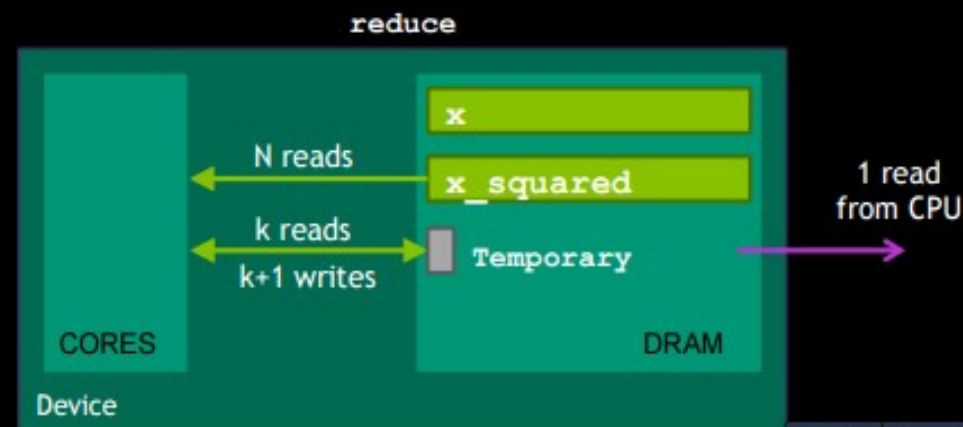 reduce
x
N reads
x_squared
1 read
from CPU
k reads
k+1 writes
Temporary
CORES
DRAM
Device